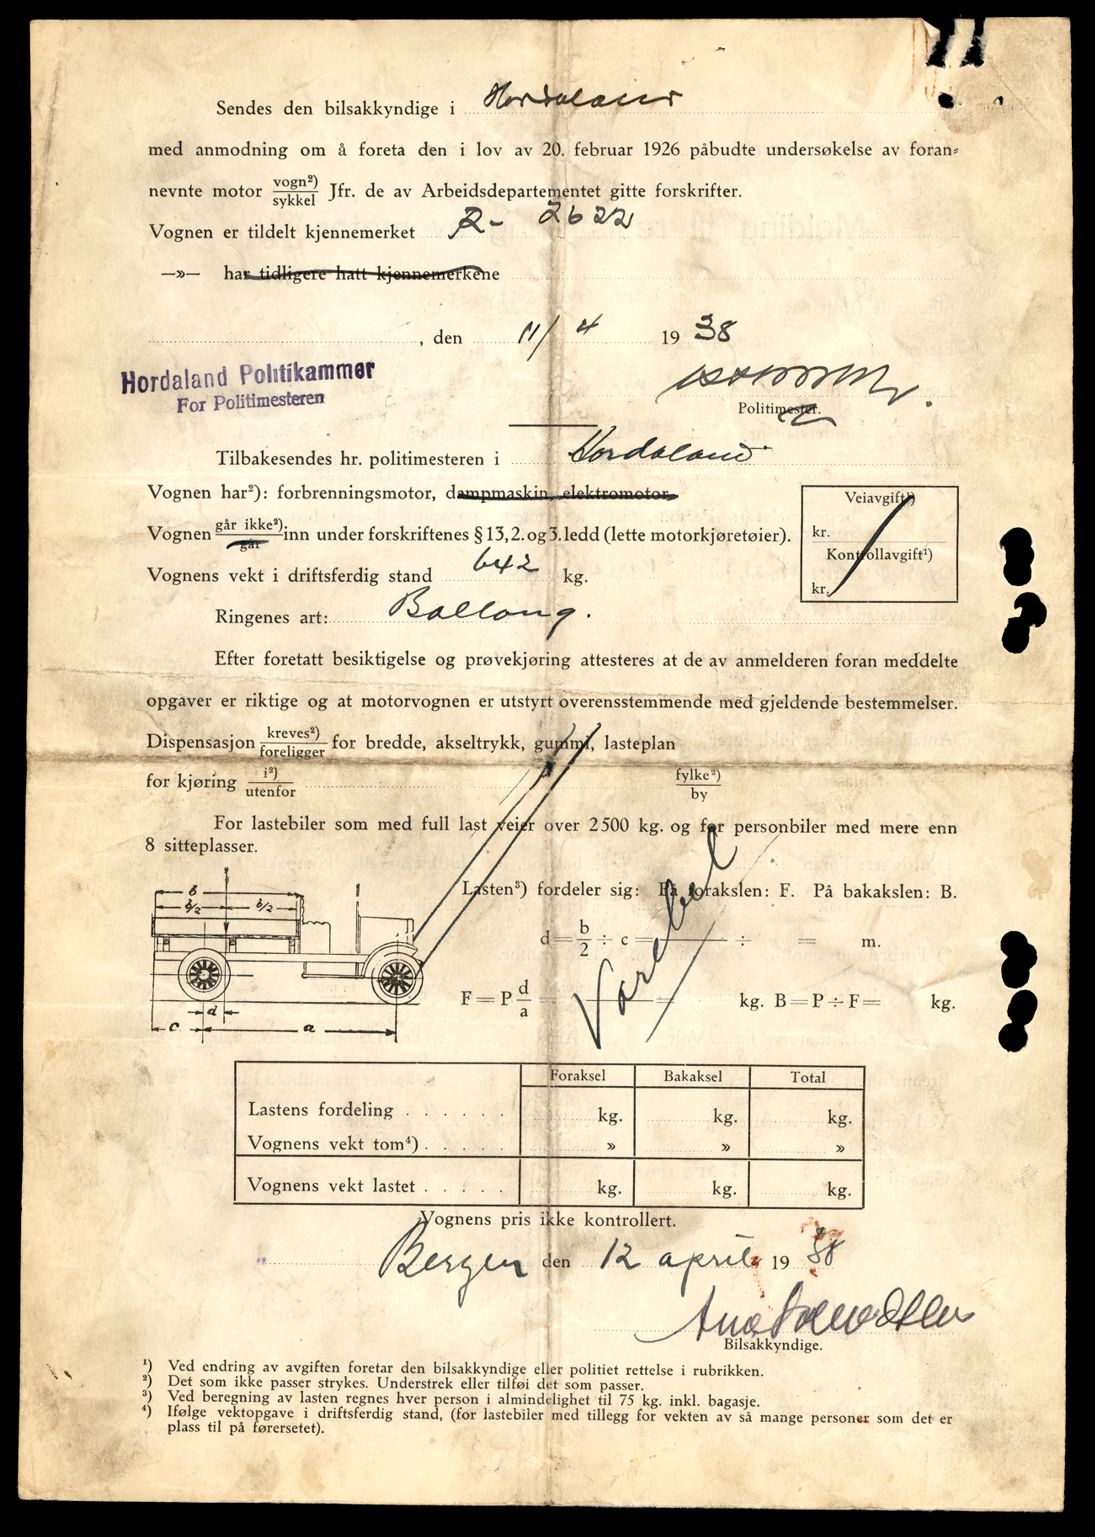 Sendes den bilsakkyndige i Hordaland
med anmodning om å foreta den i lov av 20. februar 1926 påbudte undersøkelse av foran-
nevnte motor vogn²) / sykkel Jfr. de av Arbeidsdepartementet gitte forskrifter.
Vognen er tildelt kjennemerket R- 2622
—»— har tidligere hatt kjennemerkene
, den 11/4 1938
Hordaland Politikammer
For Politimesteren
Politimester.
Tilbakesendes hr. politimesteren i Hordaland
Vognen har²): forbrenningsmotor, dampmaskin, elektromotor.
Veiavgift¹)
kr.
Kontrollavgift¹)
kr.
Vognen går ikke²) / går inn under forskriftenes § 13, 2. og 3. ledd (lette motorkjøretøier).
Vognens vekt i driftsferdig stand 642 kg.
Ringenes art: Ballong.
Efter foretatt besiktigelse og prøvekjøring attesteres at de av anmelderen foran meddelte
opgaver er riktige og at motorvognen er utstyrt overensstemmende med gjeldende bestemmelser.
Dispensasjon kreves²) / foreligger for bredde, akseltrykk, gummi, lasteplan
for kjøring i²) / utenfor fylke²) / by
For lastebiler som med full last veier over 2500 kg. og for personbiler med mere enn
8 sitteplasser.
b
b/2 b/2
d
c a
Lasten³) fordeler sig: På forakslen: F. På bakakslen: B.
d = b/2 ÷ c = ÷ = m.
F = P d/a = = kg. B = P ÷ F = kg.
Varebil
Foraksel Bakaksel Total
Lastens fordeling . . . . . . kg. kg. kg.
Vognens vekt tom⁴) . . . . . » » »
Vognens vekt lastet . . . . . kg. kg. kg.
Vognens pris ikke kontrollert.
Bergen den 12 april 1938
Bilsakkyndige.
¹) Ved endring av avgiften foretar den bilsakkyndige eller politiet rettelse i rubrikken.
²) Det som ikke passer strykes. Understrek eller tilføi det som passer.
³) Ved beregning av lasten regnes hver person i almindelighet til 75 kg. inkl. bagasje.
⁴) Ifølge vektopgave i driftsferdig stand, (for lastebiler med tillegg for vekten av så mange personer som det er
plass til på førersetet).